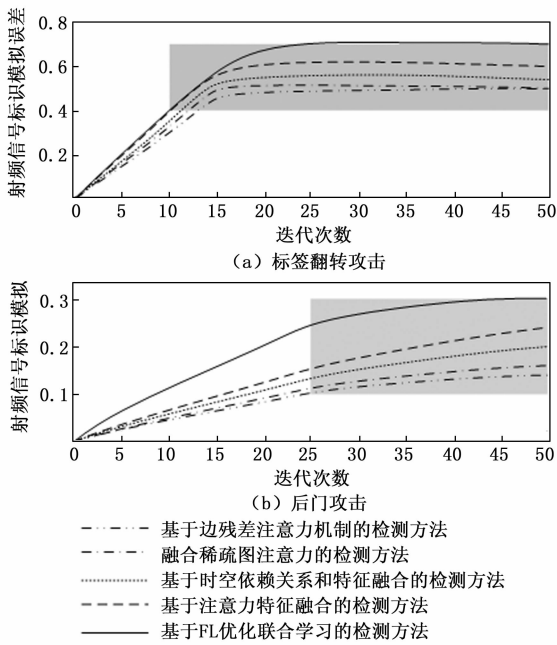 射频信号标识模拟误差
0.8
0.6
0.4
0.2
0 5 10 15 20 25 30 35 40 45 50
迭代次数
(a) 标签翻转攻击
射频信号标识模拟
0.3
0.2
0.1
0 5 10 15 20 25 30 35 40 45 50
迭代次数
(b) 后门攻击
基于边残差注意力机制的检测方法
融合稀疏图注意力的检测方法
基于时空依赖关系和特征融合的检测方法
基于注意力特征融合的检测方法
基于FL优化联合学习的检测方法